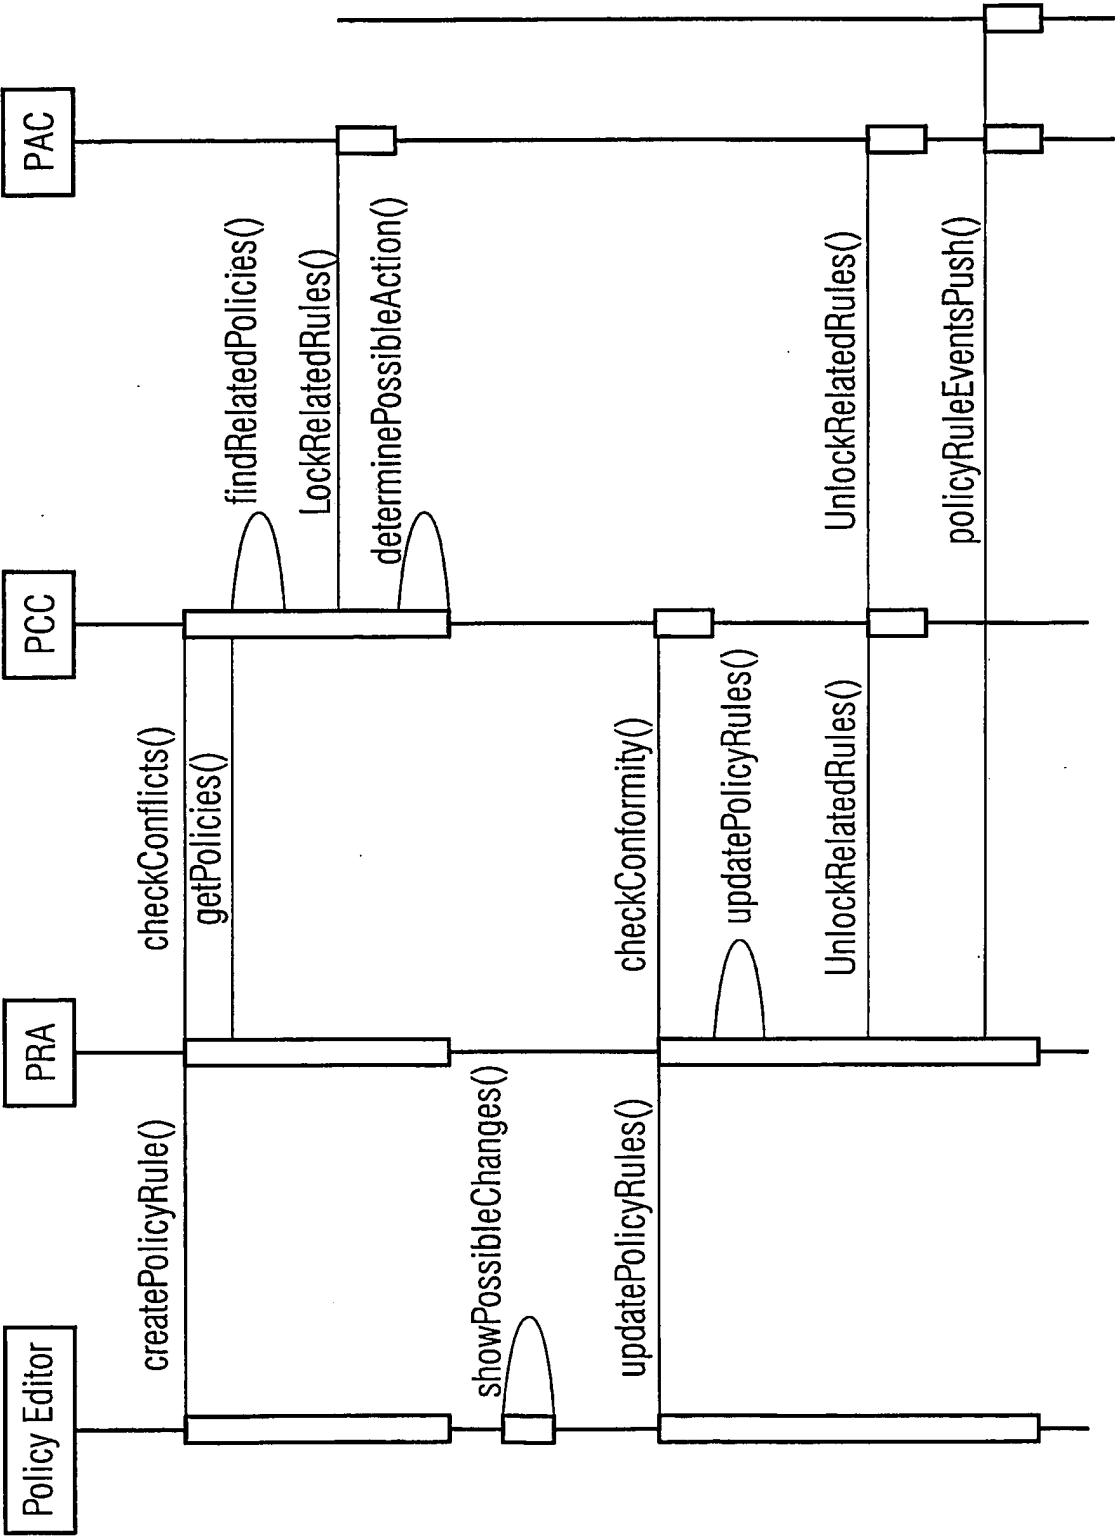 Policy Editor
PRA
PCC
PAC
createPolicyRule()
checkConflicts()
getPolicies()
findRelatedPolicies()
LockRelatedRules()
determinePossibleAction()
showPossibleChanges()
updatePolicyRules()
checkConformity()
updatePolicyRules()
UnlockRelatedRules()
UnlockRelatedRules()
policyRuleEventsPush()